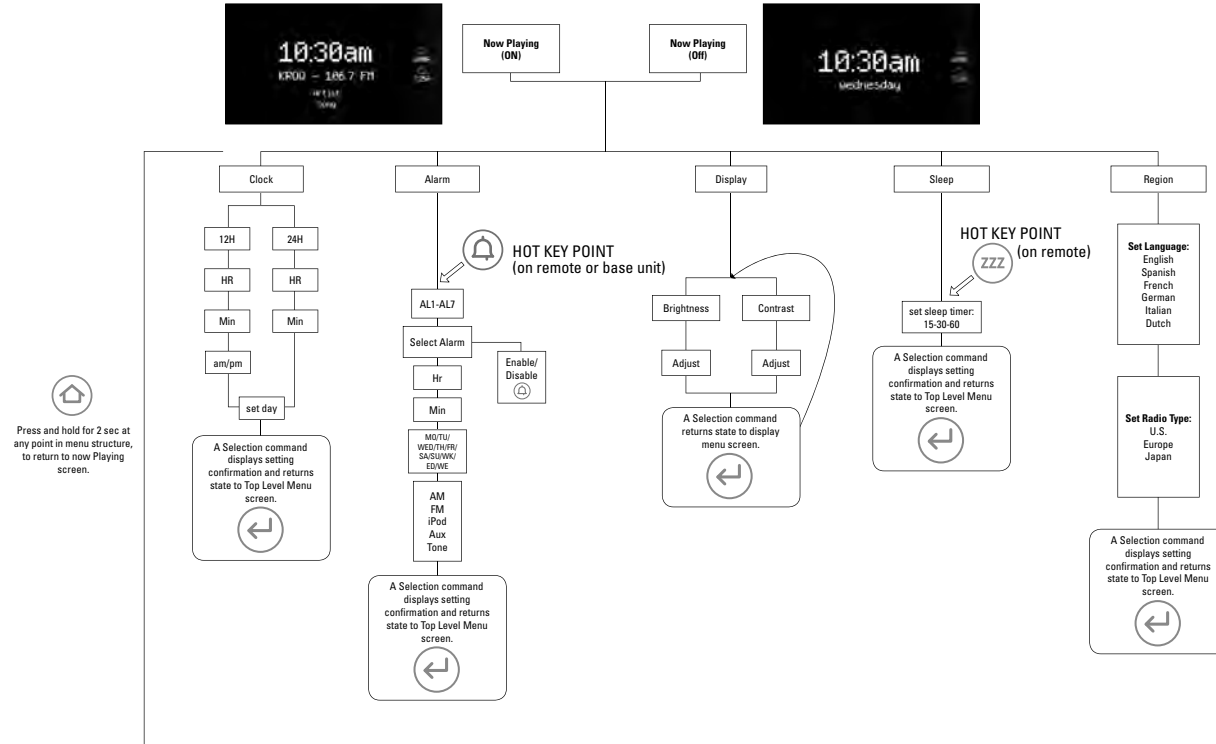 10:30am
KROQ – 106.7 FM
Artist
Song
Now Playing
(ON)
Now Playing
(Off)
10:30am
wednesday
Clock
Alarm
Display
Sleep
Region
12H
24H
HR
HR
Min
Min
am/pm
set day
A Selection command
displays setting
confirmation and returns
state to Top Level Menu
screen.
HOT KEY POINT
(on remote or base unit)
AL1-AL7
Select Alarm
Enable/
Disable
Hr
Min
MO/TU/
WED/TH/FR/
SA/SU/WK/
ED/WE
AM
FM
iPod
Aux
Tone
A Selection command
displays setting
confirmation and returns
state to Top Level Menu
screen.
Brightness
Contrast
Adjust
Adjust
A Selection command
returns state to display
menu screen.
HOT KEY POINT
(on remote)
ZZZ
set sleep timer:
15-30-60
A Selection command
displays setting
confirmation and returns
state to Top Level Menu
screen.
Set Language:
English
Spanish
French
German
Italian
Dutch
Set Radio Type:
U.S.
Europe
Japan
A Selection command
displays setting
confirmation and returns
state to Top Level Menu
screen.
Press and hold for 2 sec at
any point in menu structure,
to return to now Playing
screen.